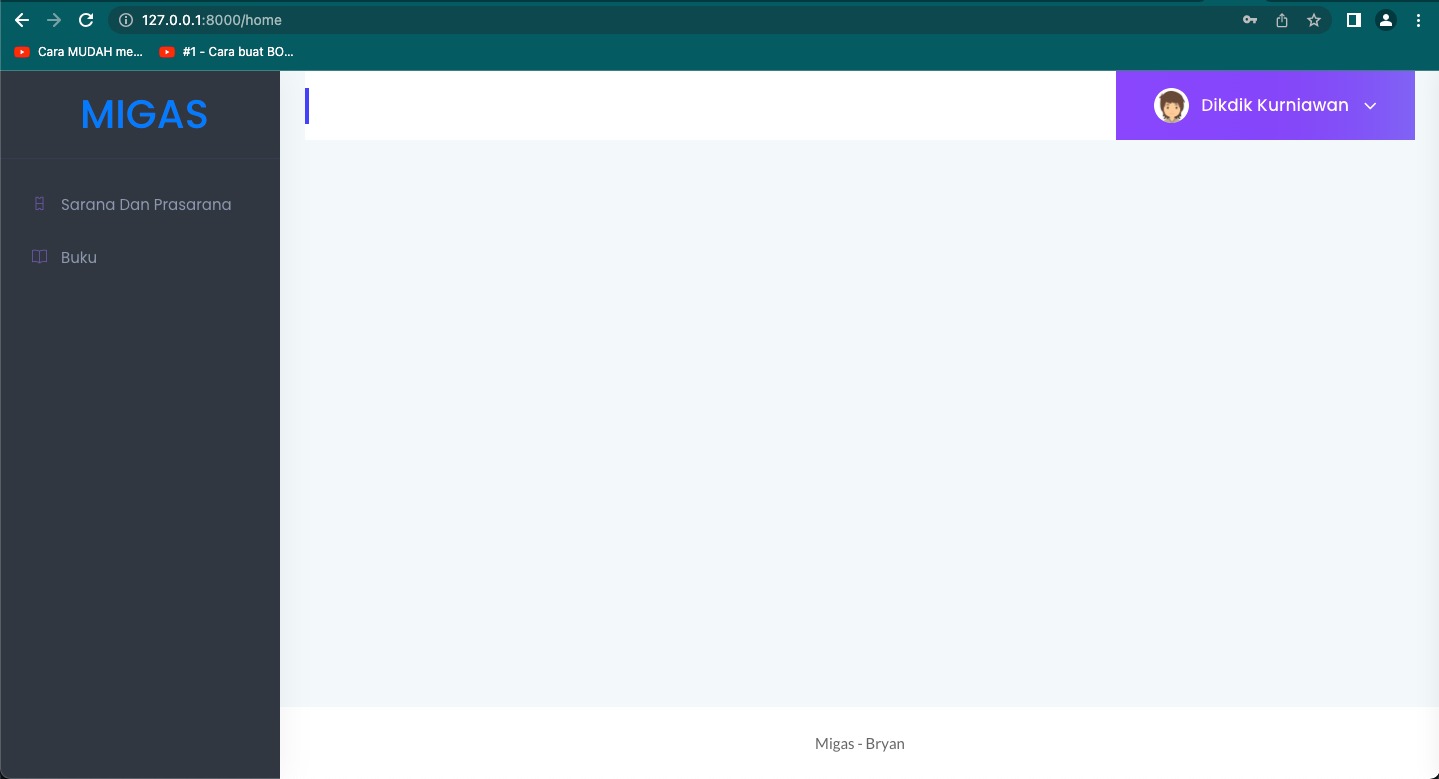 127.0.0.1:8000/home
Cara MUDAH me...
#1 - Cara buat BO...
MIGAS
Dikdik Kurniawan
Sarana Dan Prasarana
Buku
Migas - Bryan